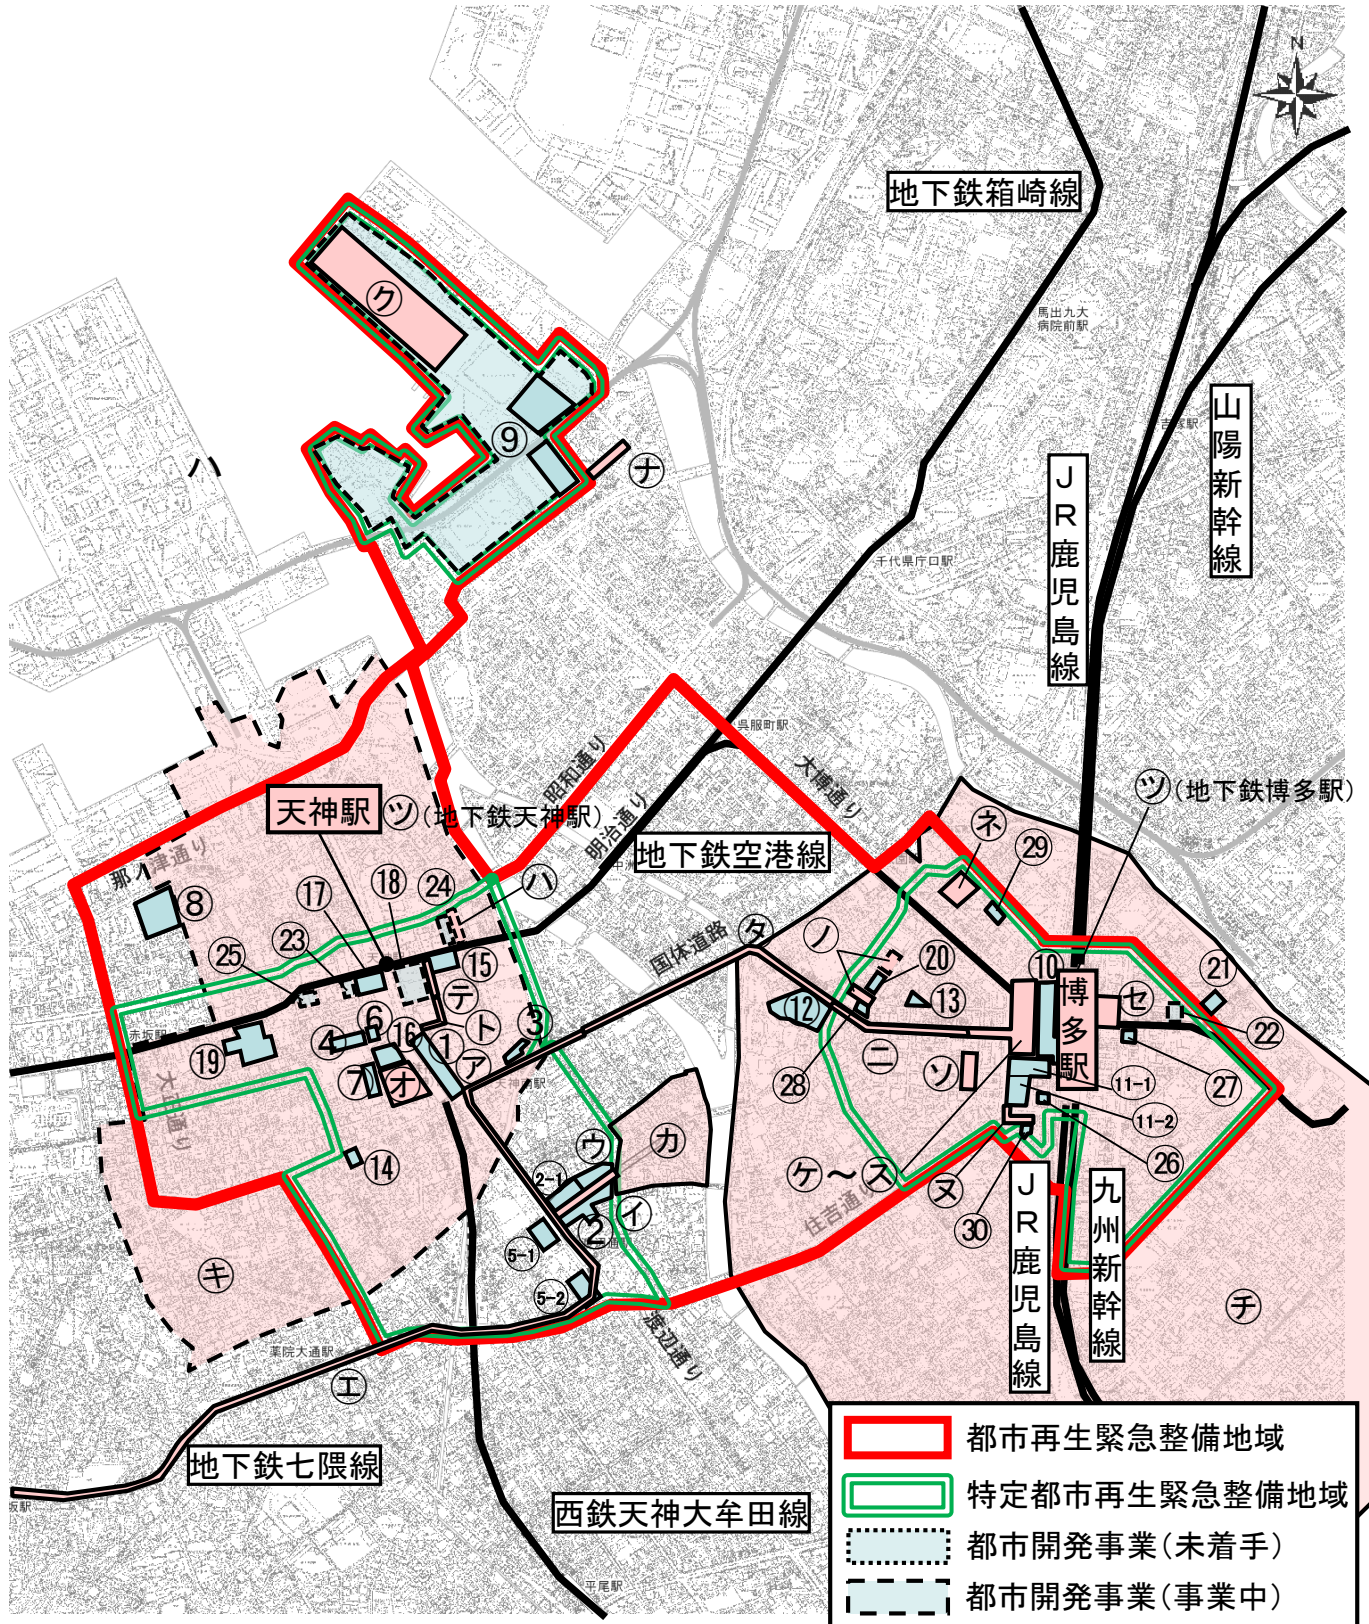 N
地下鉄箱崎線
馬出九大
病院前駅
吉塚駅
山陽新幹線
JR鹿児島線
ク
⑨
ナ
ハ
千代県庁口駅
呉服町駅
昭和通り
大博通り
明治通り
天神駅
ツ(地下鉄天神駅)
ツ(地下鉄博多駅)
地下鉄空港線
那ノ津通り
⑧
⑰
⑱
㉔
ハ
ネ
㉙
㉕
㉓
⑮
国体道路
タ
ノ
⑳
⑩
博多駅
セ
㉑
㉒
赤坂駅
⑲
④
⑥
⑯
①
テ
ト
ア
③
⑫
⑬
ニ
ソ
㉘
11-1
11-2
㉗
㉖
⑦
オ
天神南駅
大正通り
⑭
ウ
カ
2-1
イ
②
5-1
5-2
ケ～ス
住吉通り
ヌ
㉚
JR鹿児島線
九州新幹線
キ
チ
渡辺通り
薬院大通駅
エ
地下鉄七隈線
西鉄天神大牟田線
平尾駅
都市再生緊急整備地域
特定都市再生緊急整備地域
都市開発事業(未着手)
都市開発事業(事業中)